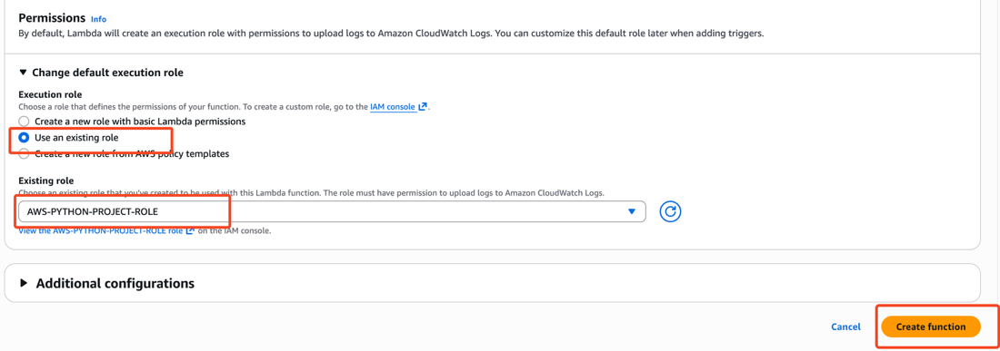 Permissions Info
By default, Lambda will create an execution role with permissions to upload logs to Amazon CloudWatch Logs. You can customize this default role later when adding triggers.
Change default execution role
Execution role
Choose a role that defines the permissions of your function. To create a custom role, go to the IAM console.
Create a new role with basic Lambda permissions
Use an existing role
Create a new role from AWS policy templates
Existing role
Choose an existing role that you've created to be used with this Lambda function. The role must have permission to upload logs to Amazon CloudWatch Logs.
AWS-PYTHON-PROJECT-ROLE
View the AWS-PYTHON-PROJECT-ROLE role on the IAM console.
Additional configurations
Cancel Create function